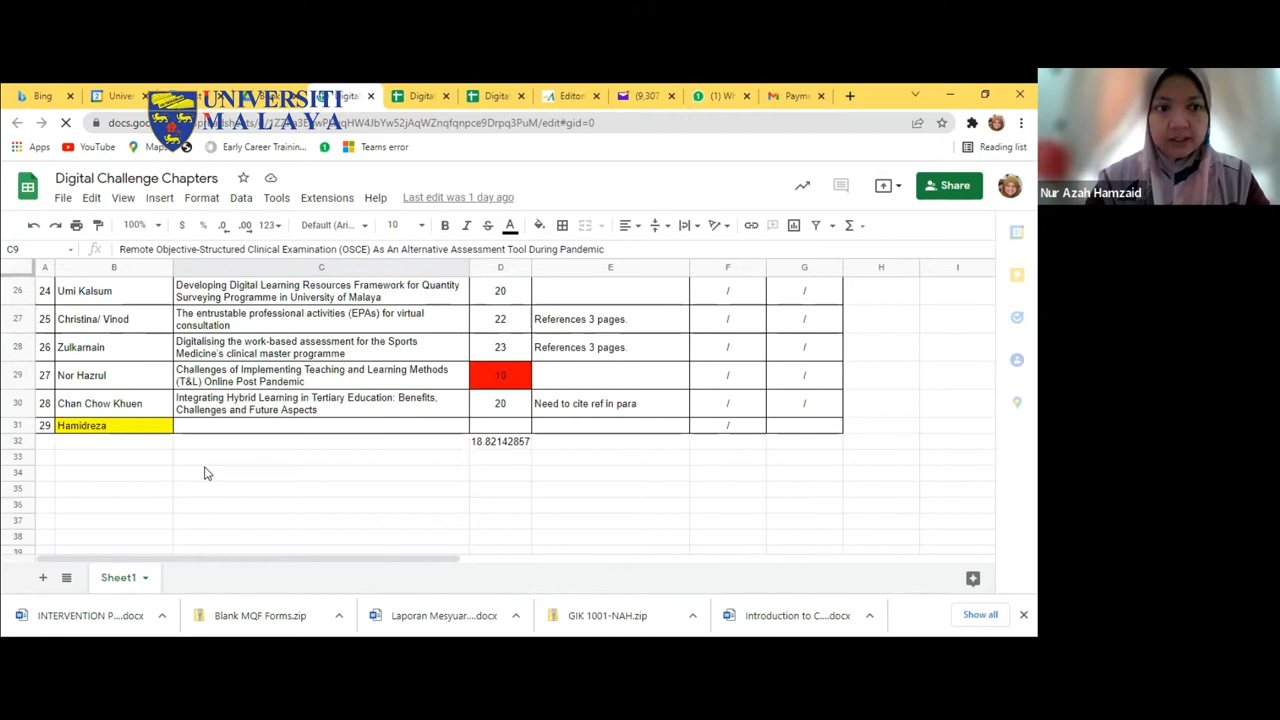 Bing
Univer
Digital
Digital
Digita
Editor
(9,307
(1) W
Payme
UNIVERSITI
MALAYA
Apps
YouTube
Maps
Early Career Trainin...
Teams error
Reading list
Digital Challenge Chapters
File Edit View Insert Format Data Tools Extensions Help Last edit was 1 day ago
Share
100% $ % .0 .00 123 Default (Ari... 10
C9 fx Remote Objective-Structured Clinical Examination (OSCE) As An Alternative Assessment Tool During Pandemic
A B C D E F G H I
26 24 Umi Kalsum Developing Digital Learning Resources Framework for Quantity 20 / /
Surveying Programme in University of Malaya
27 25 Christina/ Vinod The entrustable professional activities (EPAs) for virtual 22 References 3 pages. / /
consultation
28 26 Zulkarnain Digitalising the work-based assessment for the Sports 23 References 3 pages. / /
Medicine's clinical master programme
29 27 Nor Hazrul Challenges of Implementing Teaching and Learning Methods 10 / /
(T&L) Online Post Pandemic
30 28 Chan Chow Khuen Integrating Hybrid Learning in Tertiary Education: Benefits, 20 Need to cite ref in para / /
Challenges and Future Aspects
31 29 Hamidreza /
32 18.82142857
33
34
35
36
37
38
39
Sheet1
INTERVENTION P....docx
Blank MQF Forms.zip
Laporan Mesyuar....docx
GIK 1001-NAH.zip
Introduction to C....docx
Show all
Nur Azah Hamzaid